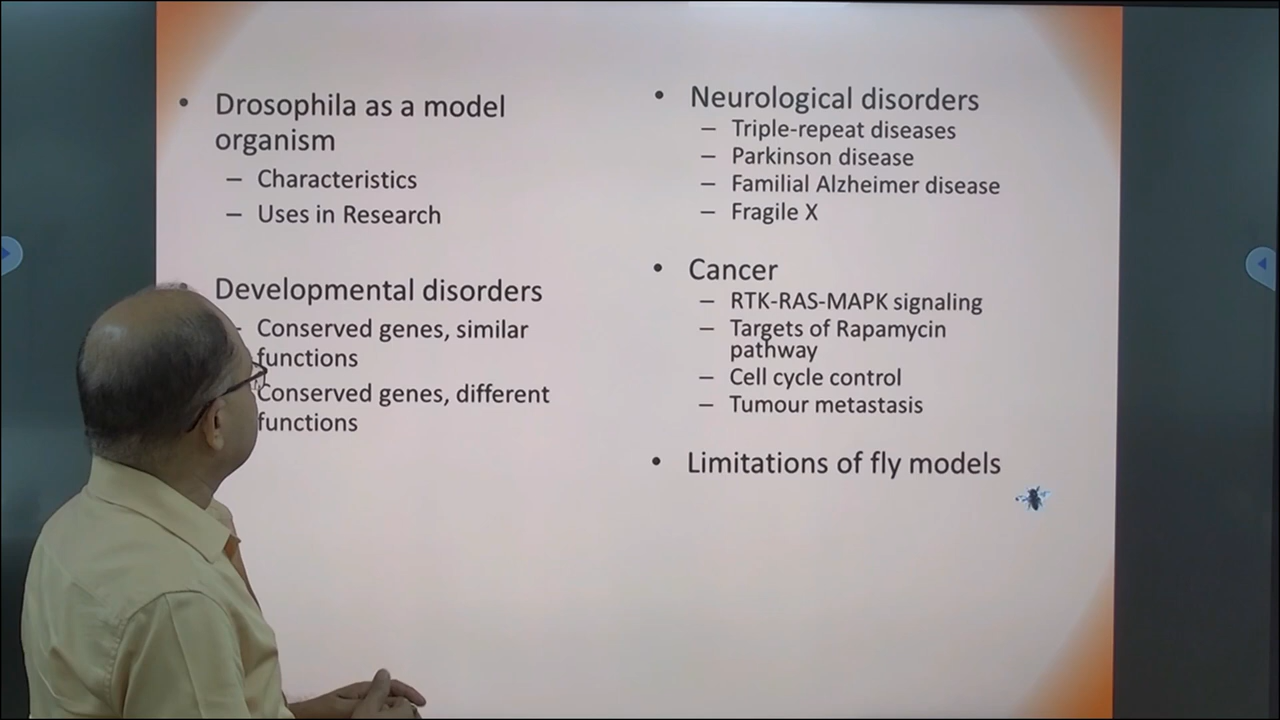 • Drosophila as a model
organism
– Characteristics
– Uses in Research
Developmental disorders
- Conserved genes, similar
functions
Conserved genes, different
functions
• Neurological disorders
– Triple-repeat diseases
– Parkinson disease
– Familial Alzheimer disease
– Fragile X
• Cancer
– RTK-RAS-MAPK signaling
– Targets of Rapamycin
pathway
– Cell cycle control
– Tumour metastasis
• Limitations of fly models